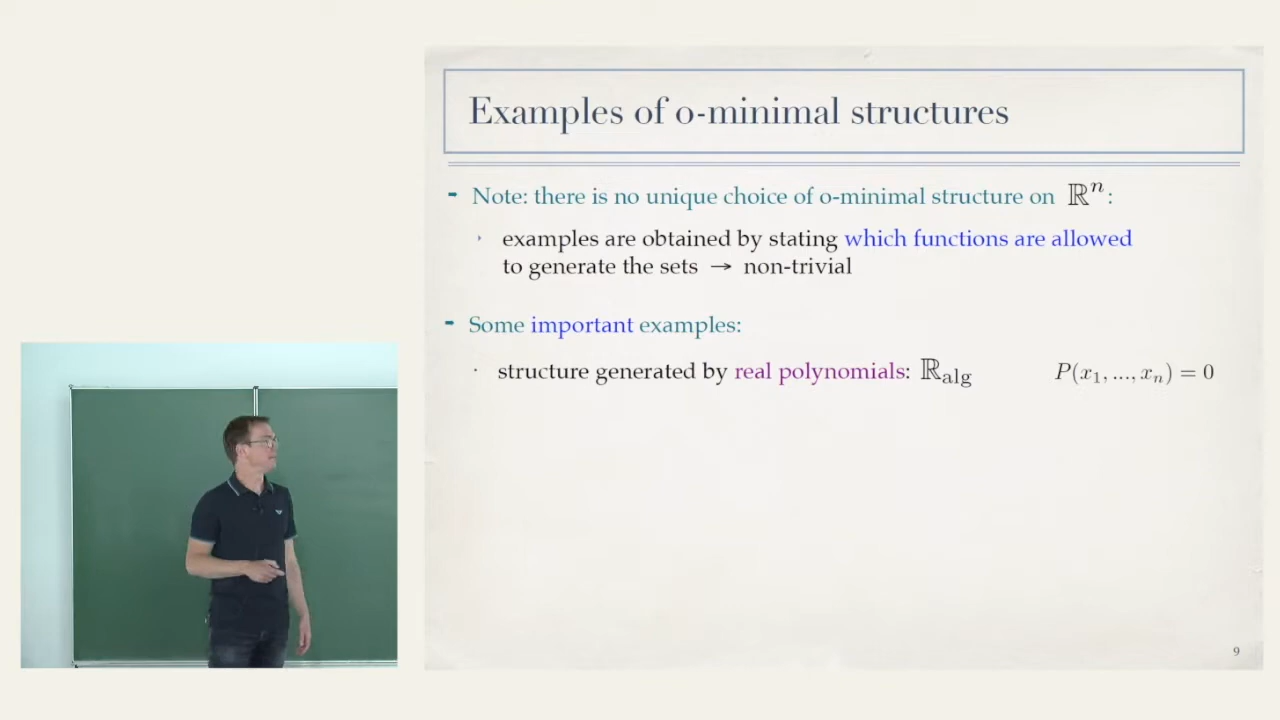 Examples of o-minimal structures
Note: there is no unique choice of o-minimal structure on ℝⁿ:
examples are obtained by stating which functions are allowed
to generate the sets → non-trivial
Some important examples:
structure generated by real polynomials: ℝ_alg P(x₁, ..., xₙ) = 0
9